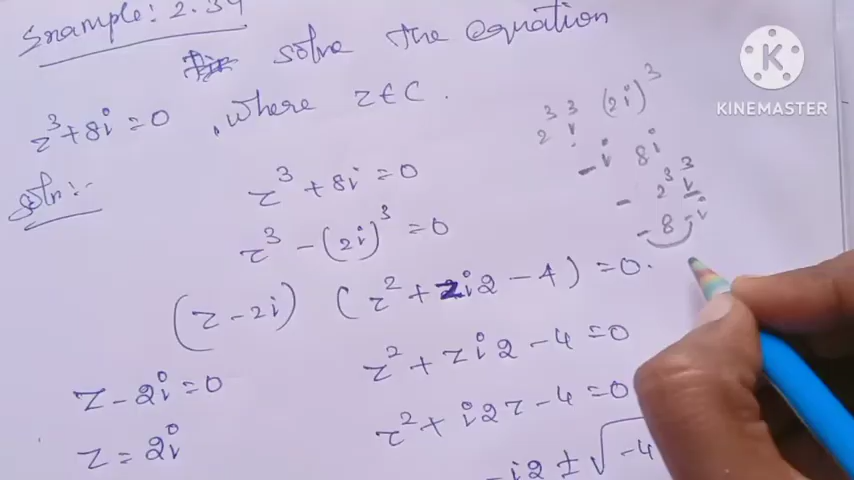 Example: 2.34
solve the equation
z³+8i=0, where z∈C.
soln:-
z³+8i=0
z³-(2i)³=0
(z-2i) (z²+zi2-4)=0.
z-2i=0
z=2i
z²+zi2-4=0
z²+i2z-4=0
-i2±√-4
2³ i³ (2i)³
-i 8i
- 2³ i³
-8 -i
K
KINEMASTER